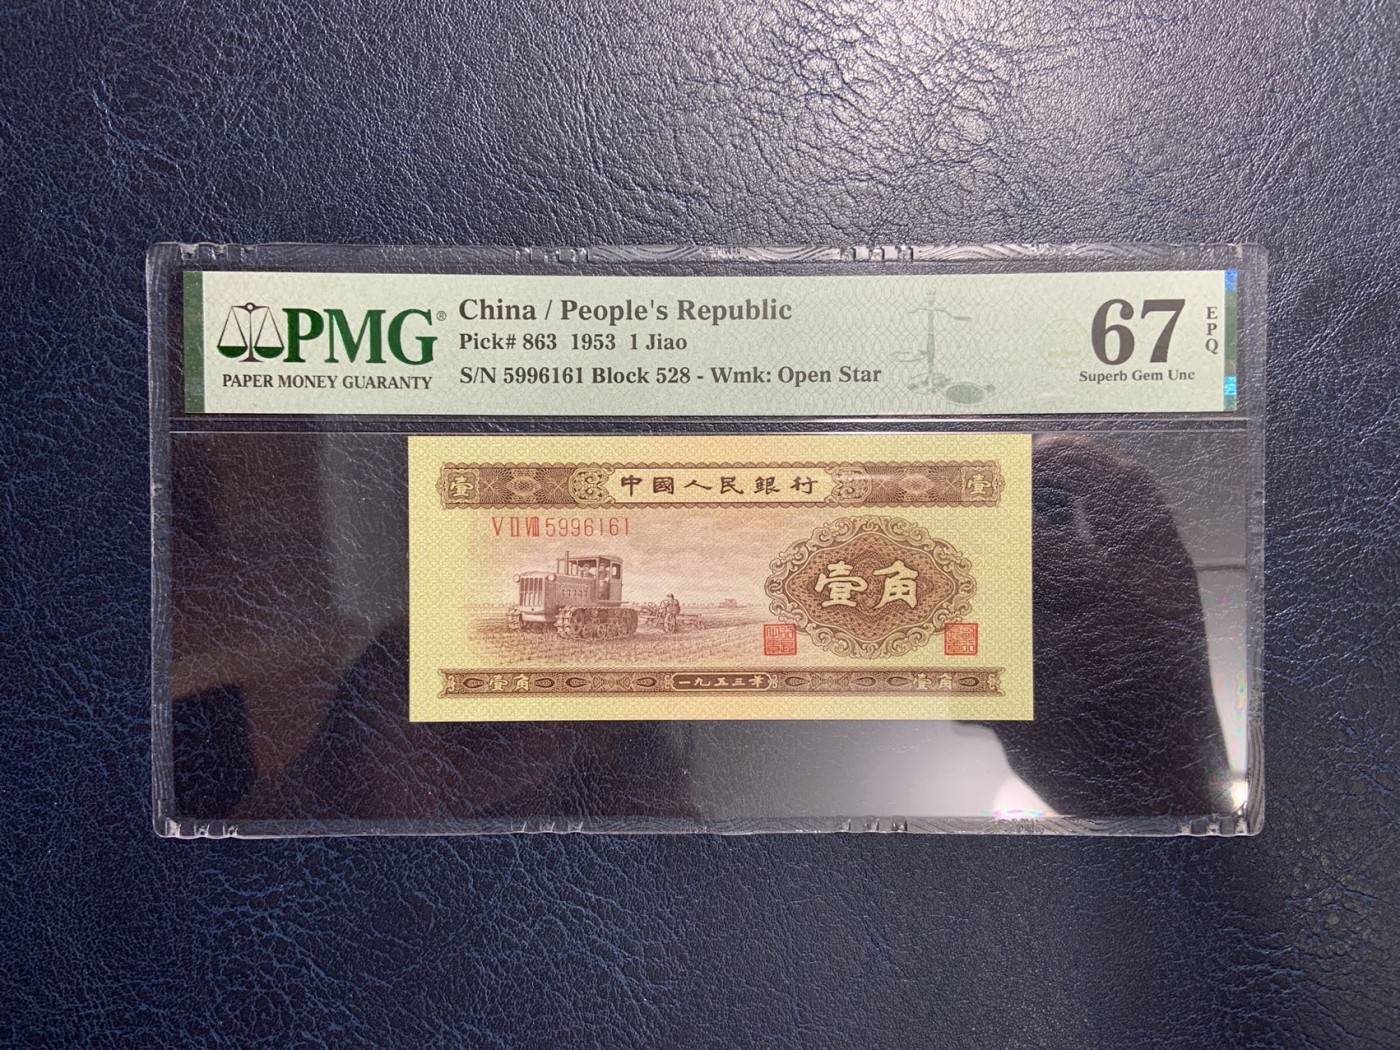 PMG®
PAPER MONEY GUARANTY
China / People's Republic
Pick# 863 1953 1 Jiao
S/N 5996161 Block 528 - Wmk: Open Star
67
EPQ
Superb Gem Unc
壹 中國人民銀行 壹
V II VIII 5996161
壹角
壹角 一九五三年 壹角